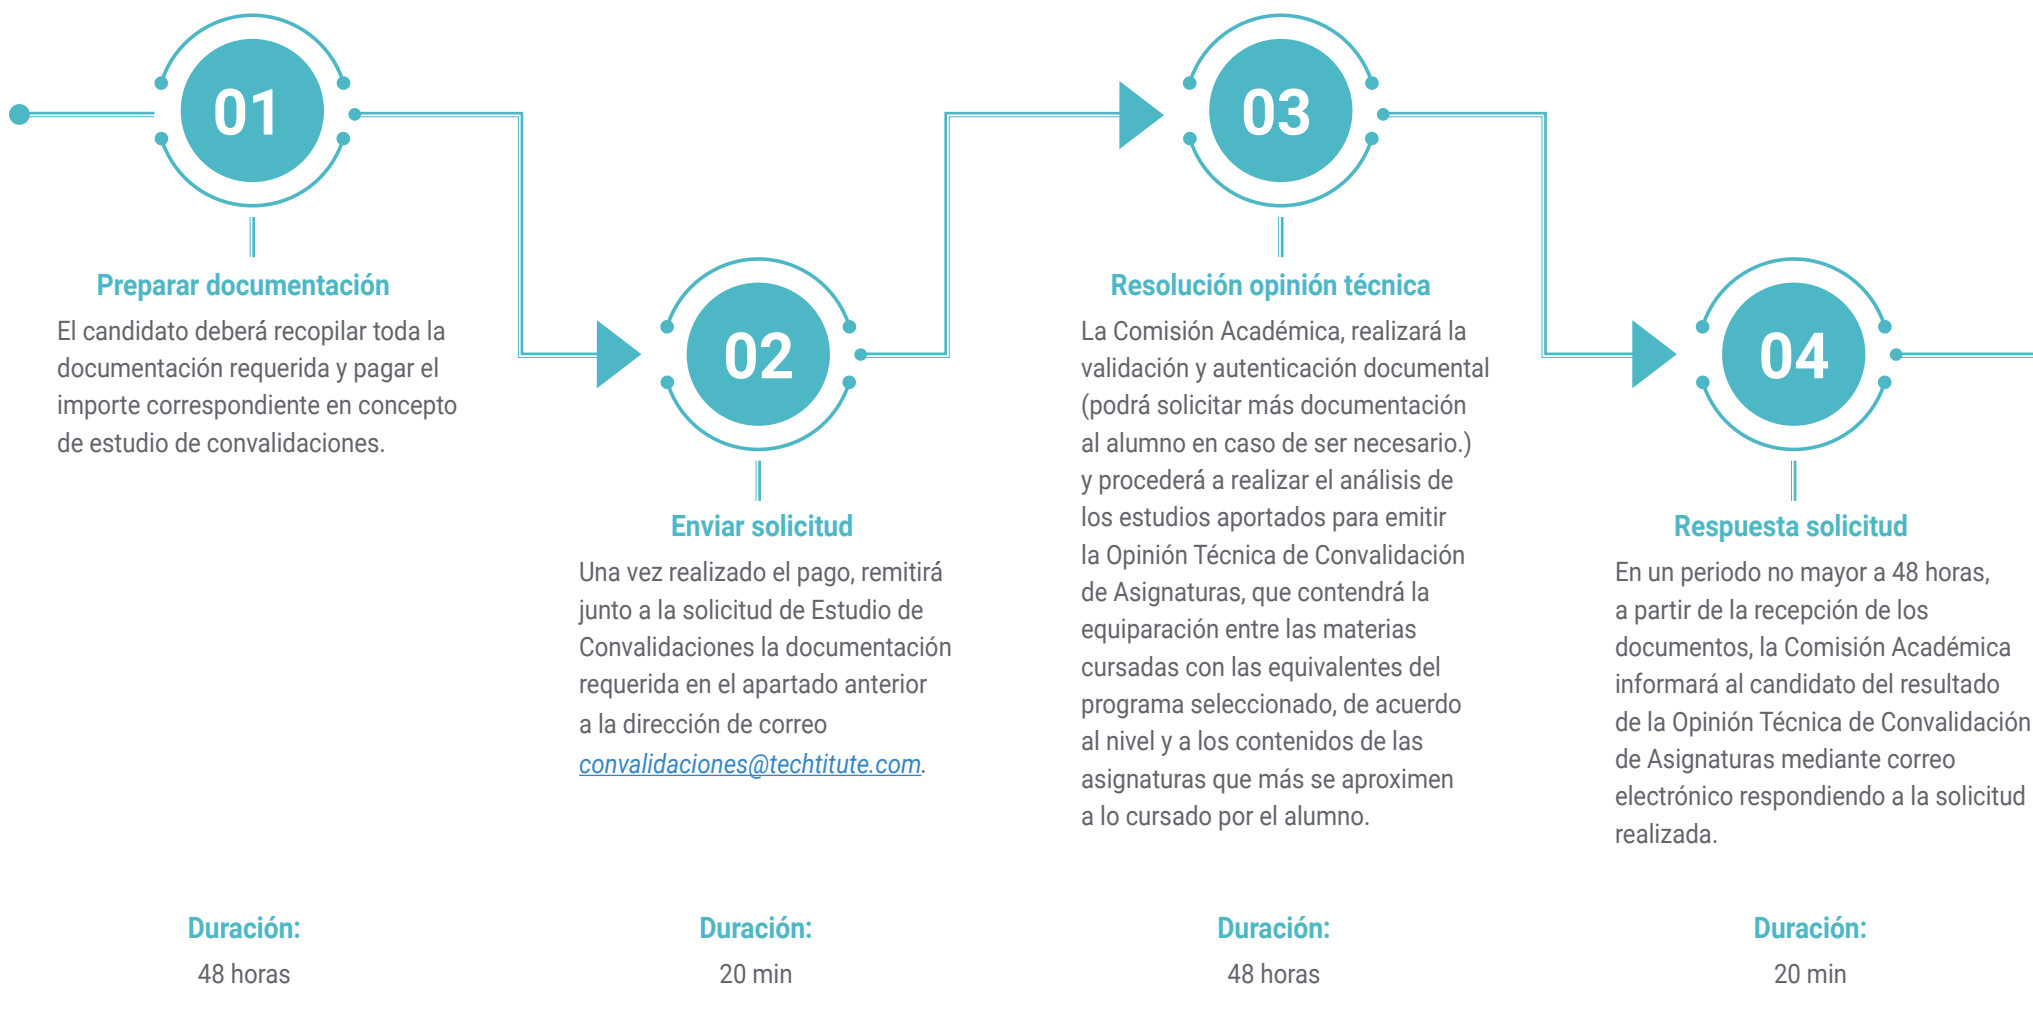 01
Preparar documentación
El candidato deberá recopilar toda la
documentación requerida y pagar el
importe correspondiente en concepto
de estudio de convalidaciones.
Duración:
48 horas
02
Enviar solicitud
Una vez realizado el pago, remitirá
junto a la solicitud de Estudio de
Convalidaciones la documentación
requerida en el apartado anterior
a la dirección de correo
convalidaciones@techtitute.com.
Duración:
20 min
03
Resolución opinión técnica
La Comisión Académica, realizará la
validación y autenticación documental
(podrá solicitar más documentación
al alumno en caso de ser necesario.)
y procederá a realizar el análisis de
los estudios aportados para emitir
la Opinión Técnica de Convalidación
de Asignaturas, que contendrá la
equiparación entre las materias
cursadas con las equivalentes del
programa seleccionado, de acuerdo
al nivel y a los contenidos de las
asignaturas que más se aproximen
a lo cursado por el alumno.
Duración:
48 horas
04
Respuesta solicitud
En un periodo no mayor a 48 horas,
a partir de la recepción de los
documentos, la Comisión Académica
informará al candidato del resultado
de la Opinión Técnica de Convalidación
de Asignaturas mediante correo
electrónico respondiendo a la solicitud
realizada.
Duración:
20 min